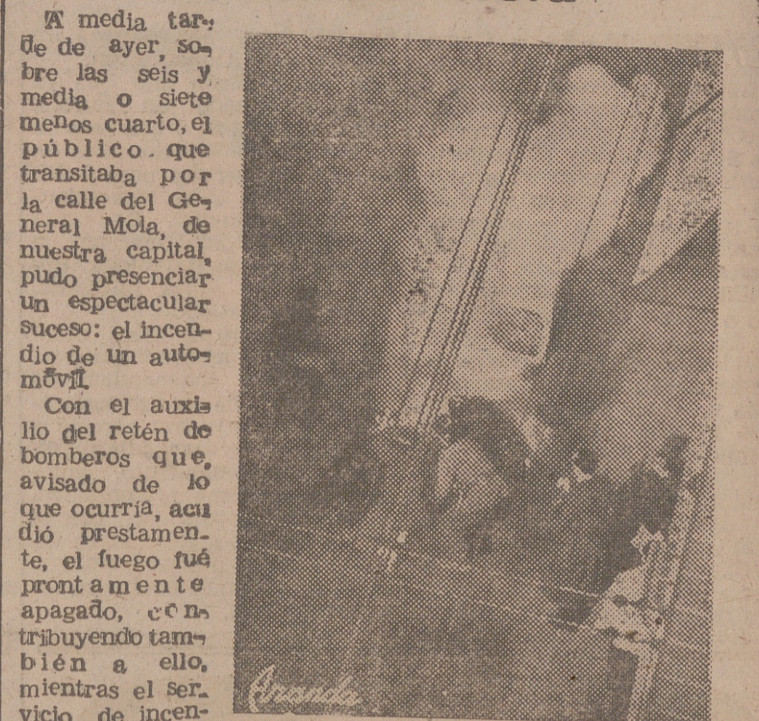 A media tar-
de de ayer, so-
bre las seis y
media o siete
menos cuarto, el
público que
transitaba por
la calle del Ge-
neral Mola, de
nuestra capital,
pudo presenciar
un espectacular
suceso: el incen-
dio de un auto-
móvil.
Con el auxi-
lio del retén de
bomberos que,
avisado de lo
que ocurría, acu
dió prestamen-
te, el fuego fué
prontamente
apagado, con-
tribuyendo tam-
bién a ello,
mientras el ser-
vicio de incen-
Ananda